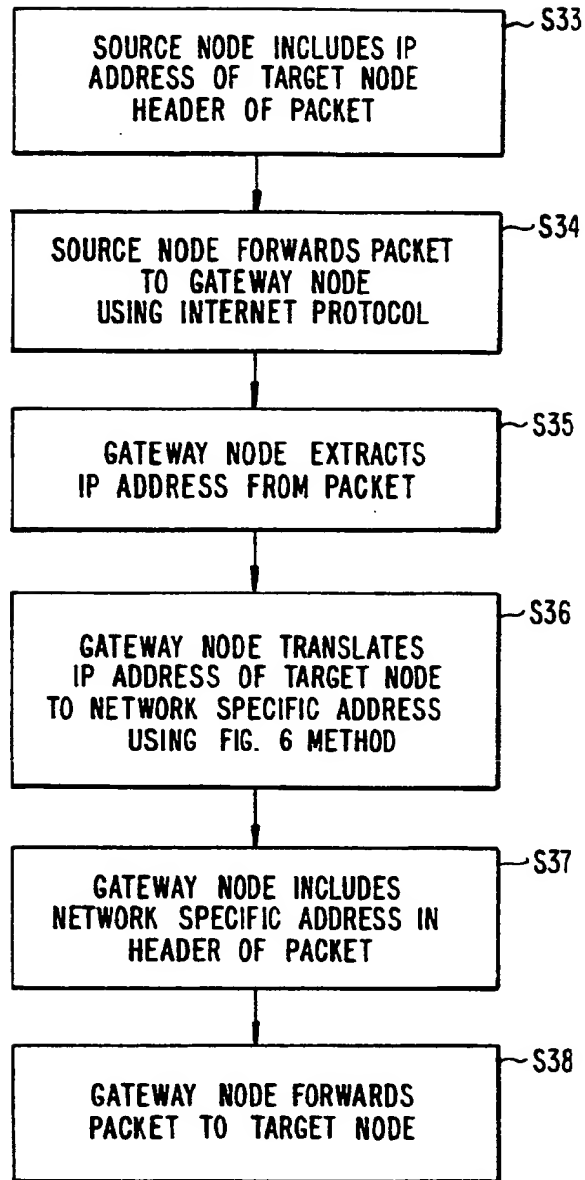 S33
SOURCE NODE INCLUDES IP
ADDRESS OF TARGET NODE
HEADER OF PACKET
S34
SOURCE NODE FORWARDS PACKET
TO GATEWAY NODE
USING INTERNET PROTOCOL
S35
GATEWAY NODE EXTRACTS
IP ADDRESS FROM PACKET
S36
GATEWAY NODE TRANSLATES
IP ADDRESS OF TARGET NODE
TO NETWORK SPECIFIC ADDRESS
USING FIG. 6 METHOD
S37
GATEWAY NODE INCLUDES
NETWORK SPECIFIC ADDRESS IN
HEADER OF PACKET
S38
GATEWAY NODE FORWARDS
PACKET TO TARGET NODE